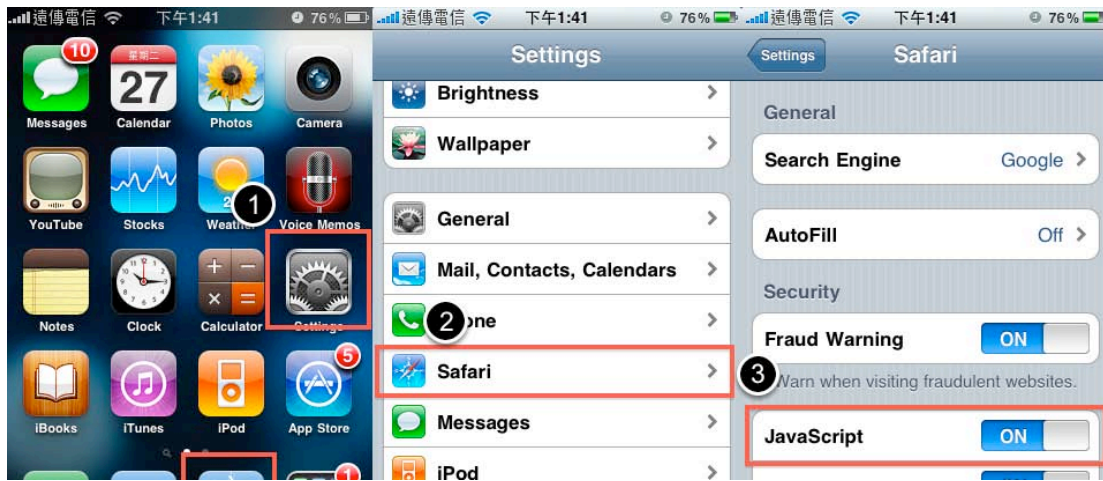 遠傳電信 下午1:41 76%
10
星期二
27
Messages Calendar Photos Camera
1
YouTube Stocks Weather Voice Memos
Notes Clock Calculator Settings
5
iBooks iTunes iPod App Store
1
遠傳電信 下午1:41 76%
Settings
Brightness
Wallpaper
General
Mail, Contacts, Calendars
2 one
Safari
Messages
iPod
遠傳電信 下午1:41 76%
Settings Safari
General
Search Engine Google
AutoFill Off
Security
Fraud Warning ON
3 Warn when visiting fraudulent websites.
JavaScript ON